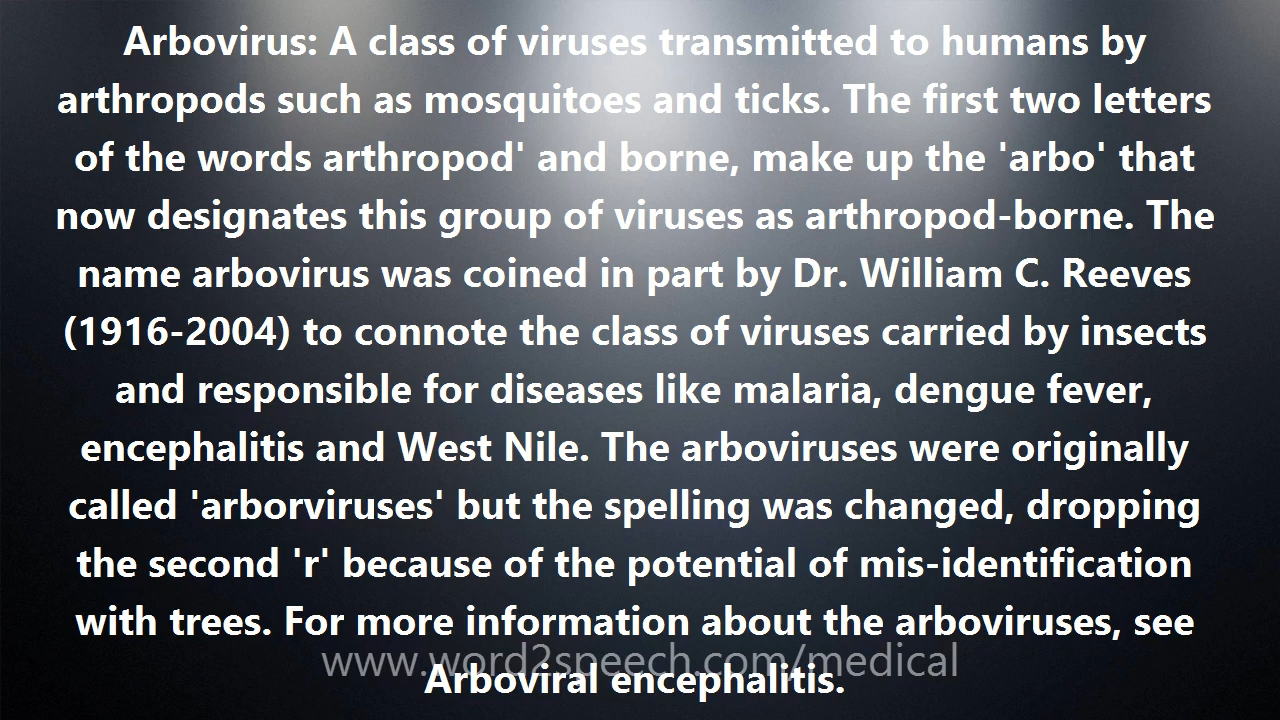 Arbovirus: A class of viruses transmitted to humans by
arthropods such as mosquitoes and ticks. The first two letters
of the words arthropod' and borne, make up the 'arbo' that
now designates this group of viruses as arthropod-borne. The
name arbovirus was coined in part by Dr. William C. Reeves
(1916-2004) to connote the class of viruses carried by insects
and responsible for diseases like malaria, dengue fever,
encephalitis and West Nile. The arboviruses were originally
called 'arborviruses' but the spelling was changed, dropping
the second 'r' because of the potential of mis-identification
with trees. For more information about the arboviruses, see
www.word2speech.com/medical
Arboviral encephalitis.